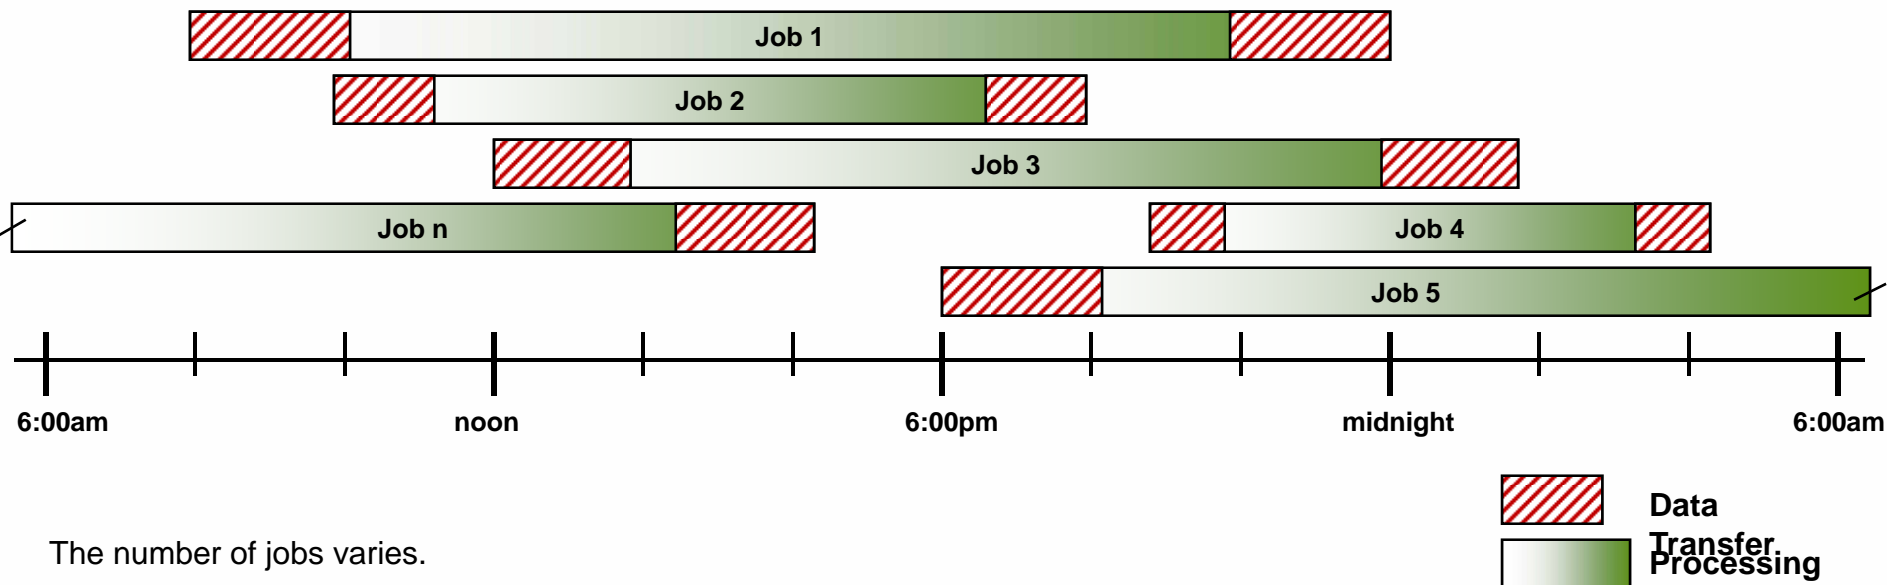 Job 1
Job 2
Job 3
Job n
Job 4
Job 5
6:00am
noon
6:00pm
midnight
6:00am
Data
Transfer
Processing
The number of jobs varies.